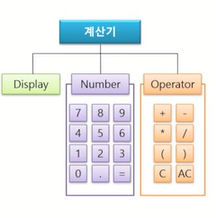 계산기
Display Number Operator
7 8 9 + -
4 5 6 * /
1 2 3 ( )
0 . = C AC